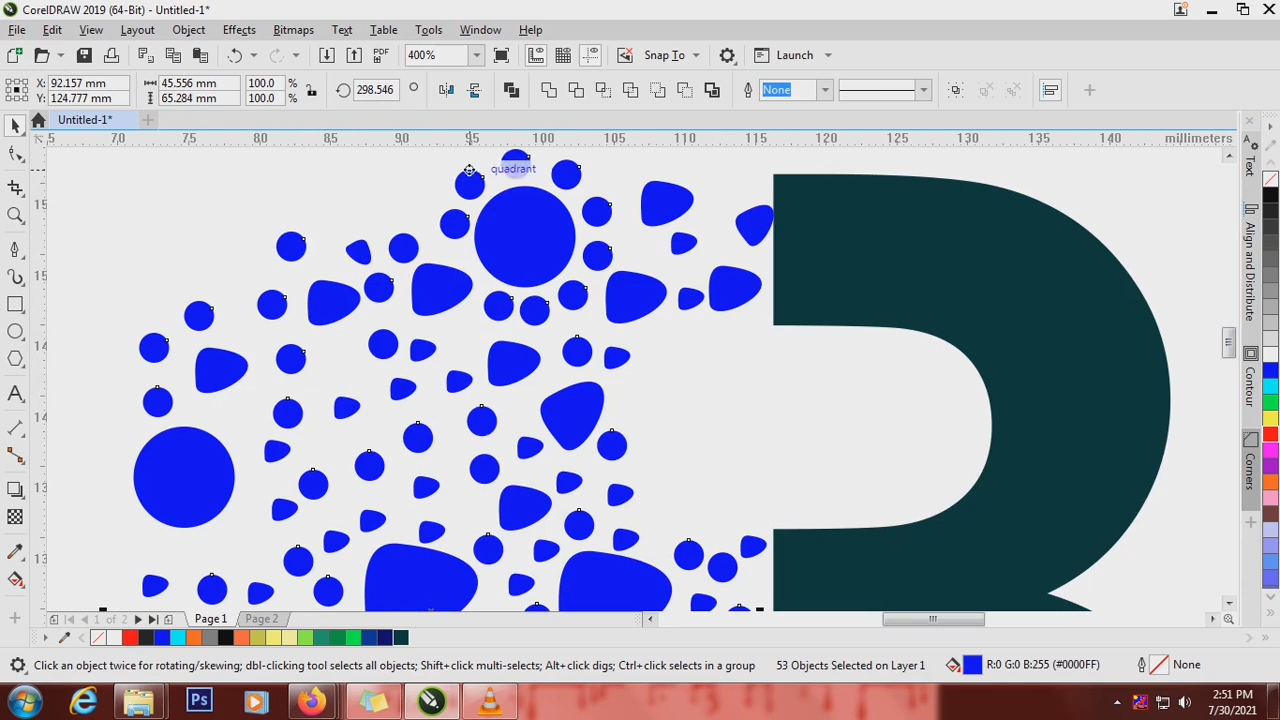 CorelDRAW 2019 (64-Bit) - Untitled-1*
File Edit View Layout Object Effects Bitmaps Text Table Tools Window Help
PDF 400% Snap To Launch
X: 92.157 mm 45.556 mm 100.0 % 298.546 ° None
Y: 124.777 mm 65.284 mm 100.0 %
Untitled-1*
70 75 80 85 90 95 100 105 110 115 120 125 130 135 140 millimeters
quadrant
Text
Align and Distribute
Contour
Corners
1 of 2 Page 1 Page 2
Click an object twice for rotating/skewing; dbl-clicking tool selects all objects; Shift+click multi-selects; Alt+click digs; Ctrl+click selects in a group 53 Objects Selected on Layer 1 R:0 G:0 B:255 (#0000FF) None
Ps 2:51 PM
7/30/2021